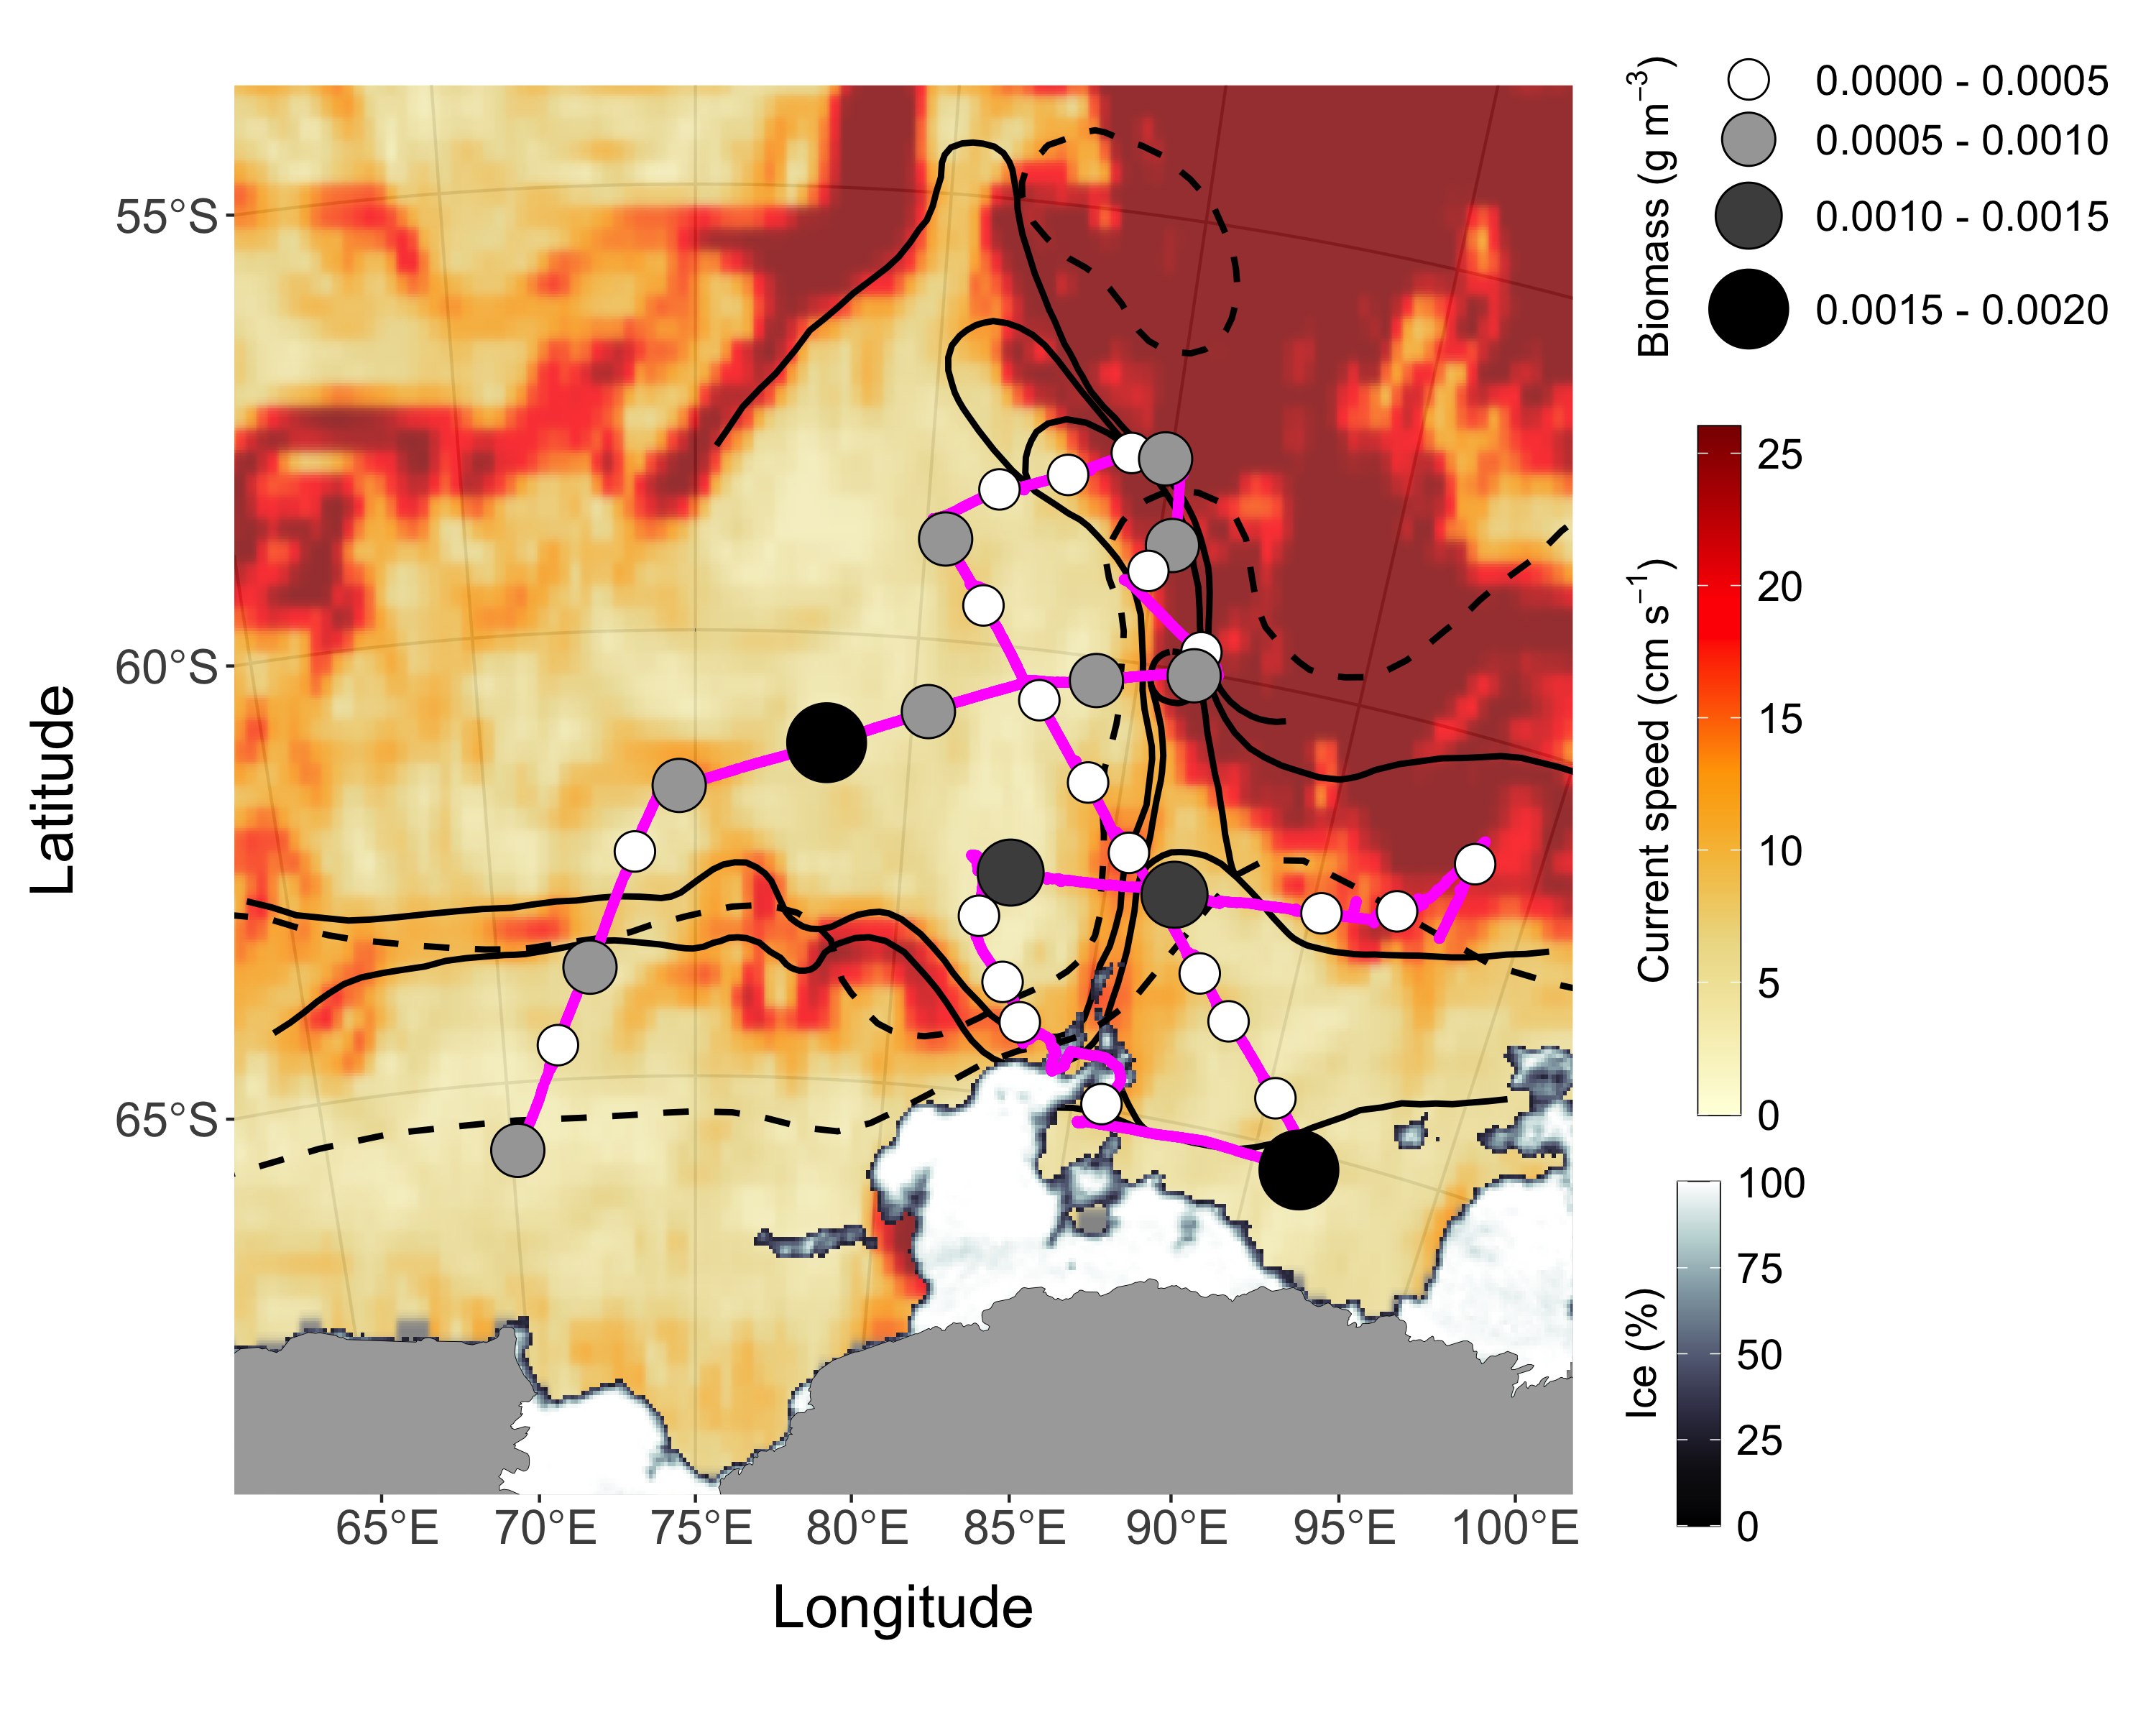 55°S
60°S
65°S
Latitude
65°E 70°E 75°E 80°E 85°E 90°E 95°E 100°E
Longitude
Biomass (g m⁻³)
0.0000 - 0.0005
0.0005 - 0.0010
0.0010 - 0.0015
0.0015 - 0.0020
Current speed (cm s⁻¹)
25
20
15
10
5
0
Ice (%)
100
75
50
25
0